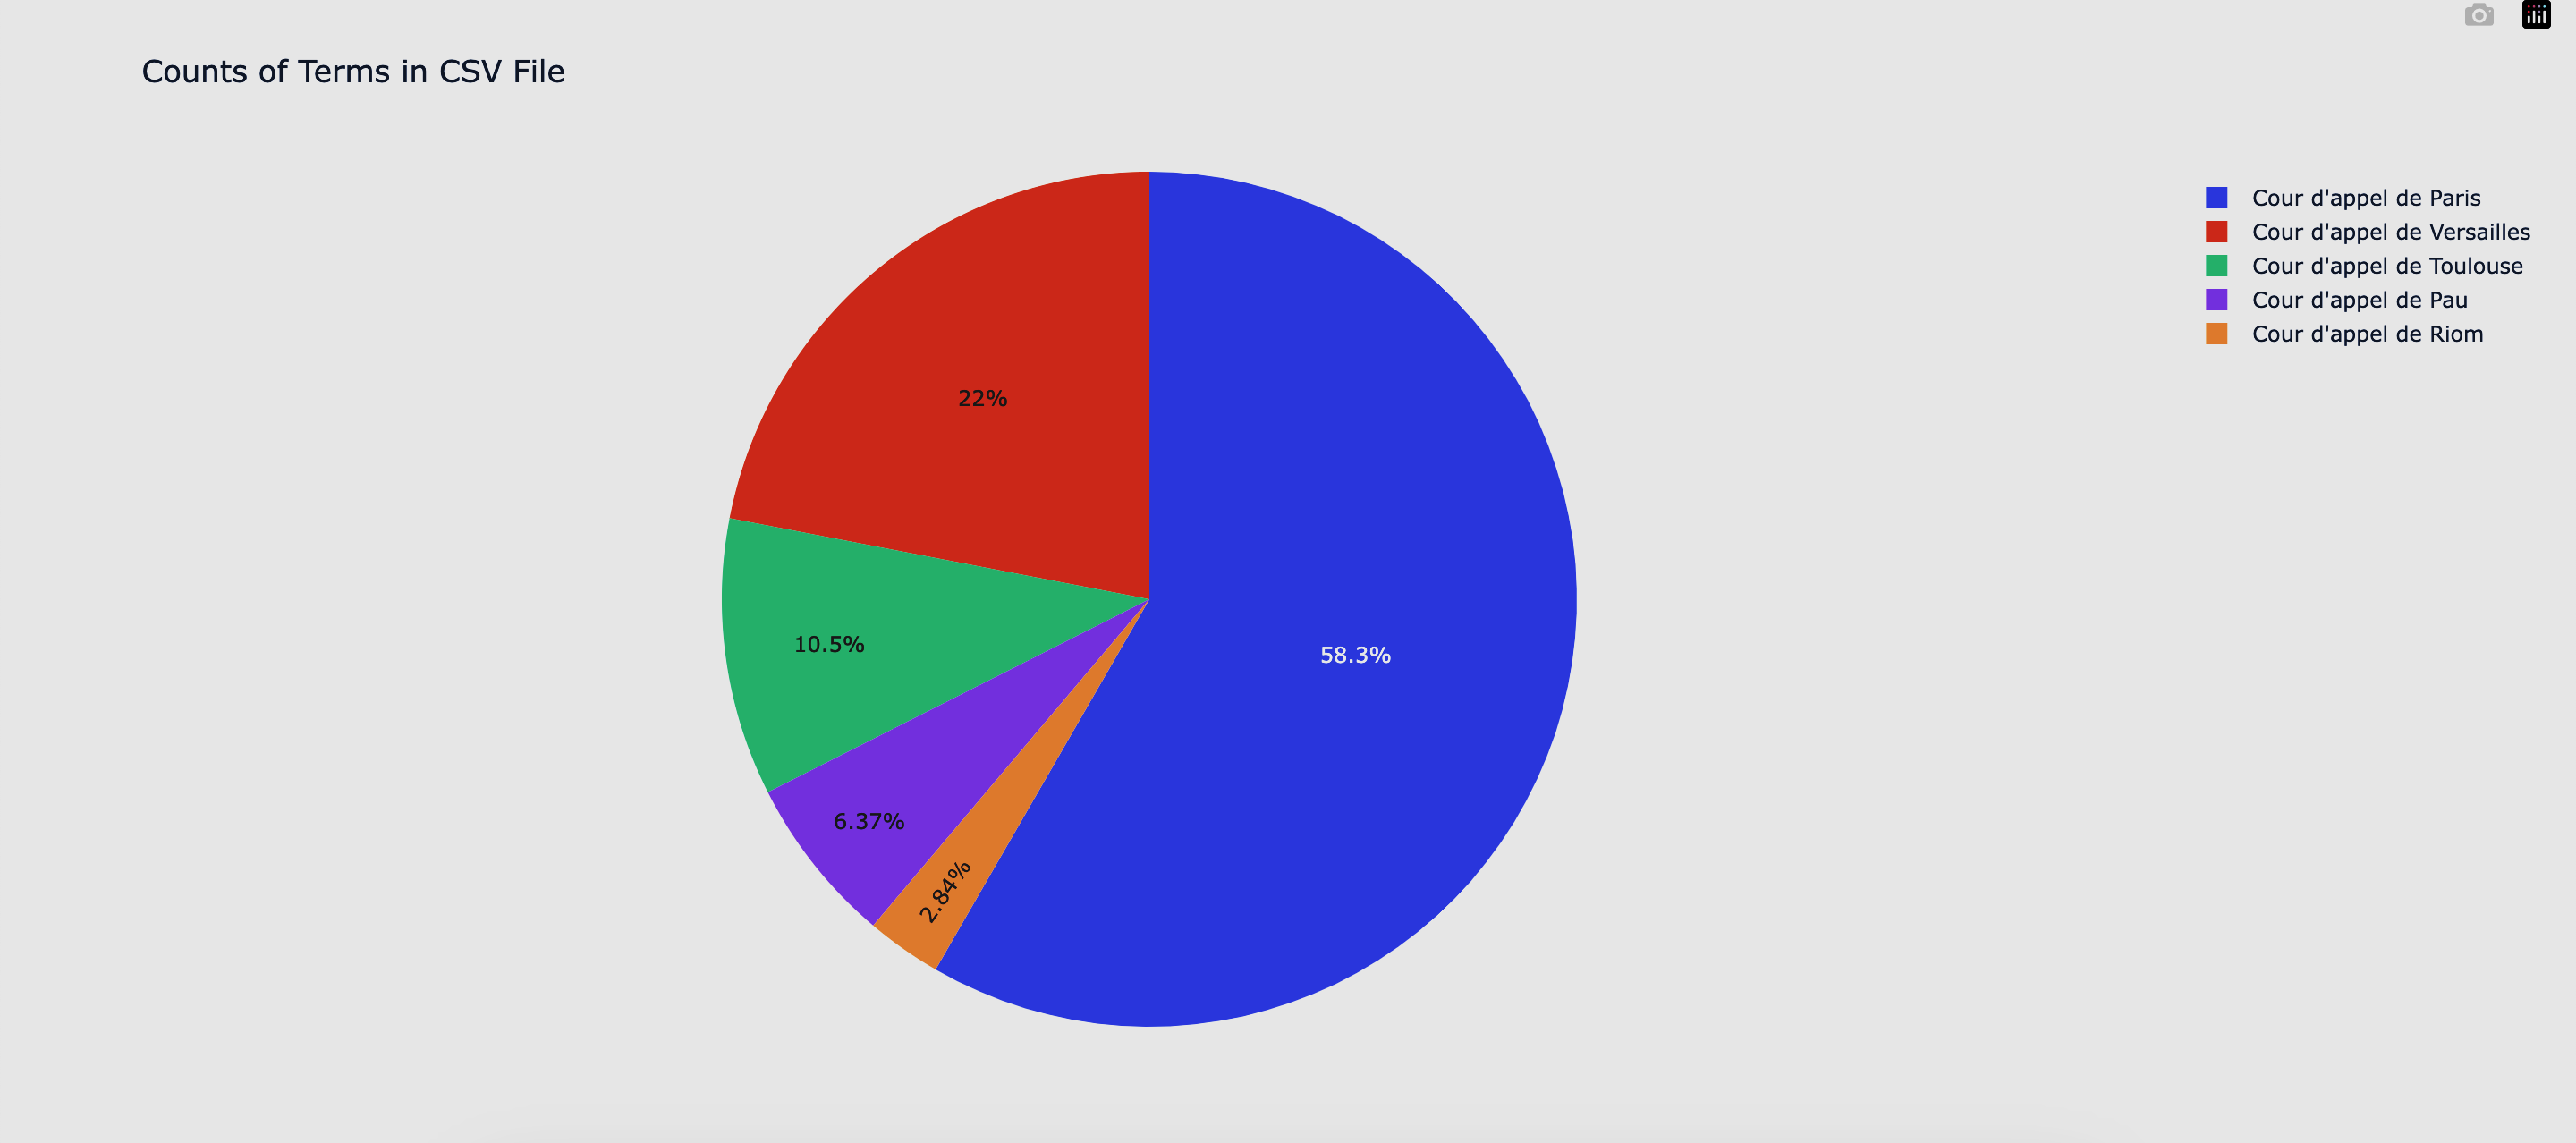 Counts of Terms in CSV File
Cour d'appel de Paris
Cour d'appel de Versailles
Cour d'appel de Toulouse
Cour d'appel de Pau
Cour d'appel de Riom
22%
10.5%
58.3%
6.37%
2.84%